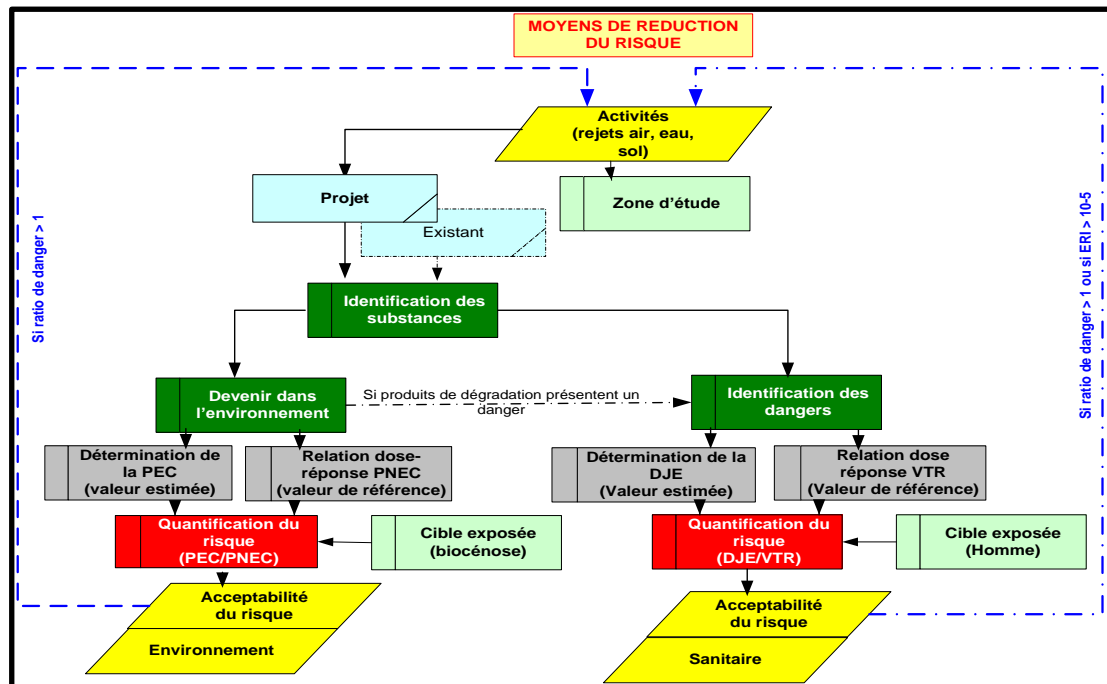 MOYENS DE REDUCTION
DU RISQUE
Activités
(rejets air, eau,
sol)
Projet
Zone d'étude
Existant
Si ratio de danger > 1
Si ratio de danger > 1 ou si ERI > 10-5
Identification des
substances
Devenir dans
l'environnement
Si produits de dégradation présentent un
danger
Identification des
dangers
Détermination de
la PEC
(valeur estimée)
Relation dose-
réponse PNEC
(valeur de référence)
Détermination de la
DJE
(Valeur estimée)
Relation dose
réponse VTR
(Valeur de référence)
Quantification du
risque
(PEC/PNEC)
Cible exposée
(biocénose)
Quantification du
risque
(DJE/VTR)
Cible exposée
(Homme)
Acceptabilité
du risque
Environnement
Acceptabilité
du risque
Sanitaire